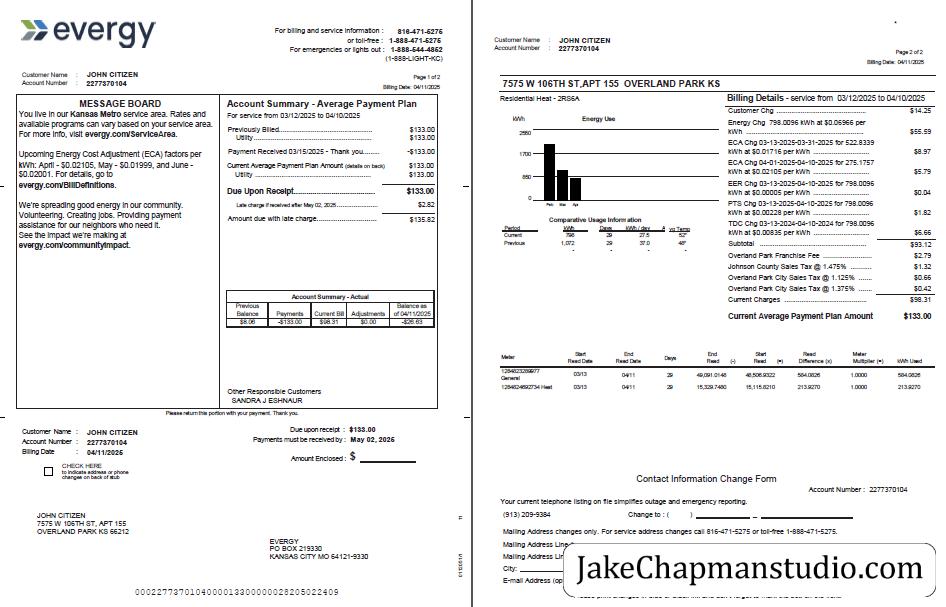 evergy
For billing and service information : 816-471-5275
or toll-free : 1-888-471-5275
For emergencies or lights out : 1-888-544-4852
(1-888-LIGHT-KC)
Customer Name : JOHN CITIZEN
Account Number : 2277370104
Page 1 of 2
Billing Date: 04/11/2025
MESSAGE BOARD
You live in our Kansas Metro service area. Rates and
available programs can vary based on your service area.
For more info, visit evergy.com/ServiceArea.
Upcoming Energy Cost Adjustment (ECA) factors per
kWh: April - $0.02105, May - $0.01999, and June -
$0.02001. For details, go to
evergy.com/BillDefinitions.
We're spreading good energy in our community.
Volunteering. Creating jobs. Providing payment
assistance for our neighbors who need it.
See the impact we're making at
evergy.com/communityimpact.
Account Summary - Average Payment Plan
For service from 03/12/2025 to 04/10/2025
Previously Billed $133.00
Utility $133.00
Payment Received 03/15/2025 - Thank you -$133.00
Current Average Payment Plan Amount (details on back) $133.00
Utility $133.00
Due Upon Receipt $133.00
Late charge if received after May 02, 2025 $2.82
Amount due with late charge $135.82
Account Summary - Actual
Previous Balance Payments Current Bill Adjustments Balance as of 04/11/2025
$8.06 -$133.00 $98.31 $0.00 -$26.63
Other Responsible Customers
SANDRA J ESHNAUR
Please return this portion with your payment. Thank you.
Customer Name : JOHN CITIZEN
Account Number : 2277370104
Billing Date : 04/11/2025
Due upon receipt : $133.00
Payments must be received by : May 02, 2025
Amount Enclosed : $
CHECK HERE
to indicate address or phone
changes on back of stub
JOHN CITIZEN
7575 W 106TH ST, APT 155
OVERLAND PARK KS 66212
EVERGY
PO BOX 219330
KANSAS CITY MO 64121-9330
Customer Name : JOHN CITIZEN
Account Number : 2277370104
Page 2 of 2
Billing Date: 04/11/2025
7575 W 106TH ST,APT 155 OVERLAND PARK KS
Residential Heat - 2RS6A
kWh
Energy Use
2550
1700
850
0
Feb Mar Apr
Comparative Usage Information
Period kWh Days kWh / day A vg Temp
Current 798 29 27.5 52°
Previous 1,072 29 37.0 48°
Billing Details - service from 03/12/2025 to 04/10/2025
Customer Chg $14.25
Energy Chg 798.0096 kWh at $0.06966 per
kWh $55.59
ECA Chg 03-13-2025-03-31-2025 for 522.8339
kWh at $0.01716 per kWh $8.97
ECA Chg 04-01-2025-04-10-2025 for 275.1757
kWh at $0.02105 per kWh $5.79
EER Chg 03-13-2025-04-10-2025 for 798.0096
kWh at $0.00005 per kWh $0.04
PTS Chg 03-13-2025-04-10-2025 for 798.0096
kWh at $0.00228 per kWh $1.82
TDC Chg 03-13-2024-04-10-2024 for 798.0096
kWh at $0.00835 per kWh $6.66
Subtotal $93.12
Overland Park Franchise Fee $2.79
Johnson County Sales Tax @ 1.475% $1.32
Overland Park City Sales Tax @ 1.125% $0.66
Overland Park City Sales Tax @ 1.375% $0.42
Current Charges $98.31
Current Average Payment Plan Amount $133.00
Meter Start Read Date End Read Date Days End Read (-) Start Read (=) Read Difference (x) Meter Multiplier (=) kWh Used
General 03/13 04/11 29 49,091.0148 48,506.9322 584.0826 1.0000 584.0826
1284824692734 Heat 03/13 04/11 29 15,329.7480 15,115.8210 213.9270 1.0000 213.9270
Contact Information Change Form
Account Number : 2277370104
Your current telephone listing on file simplifies outage and emergency reporting.
(913) 209-9384 Change to : ( ) –
Mailing Address changes only. For service address calls 816-471-5275 or toll-free 1-888-471-5275.
Mailing Address Line
Mailing Address Line
City:
E-mail Address
JakeChapmanstudio.com